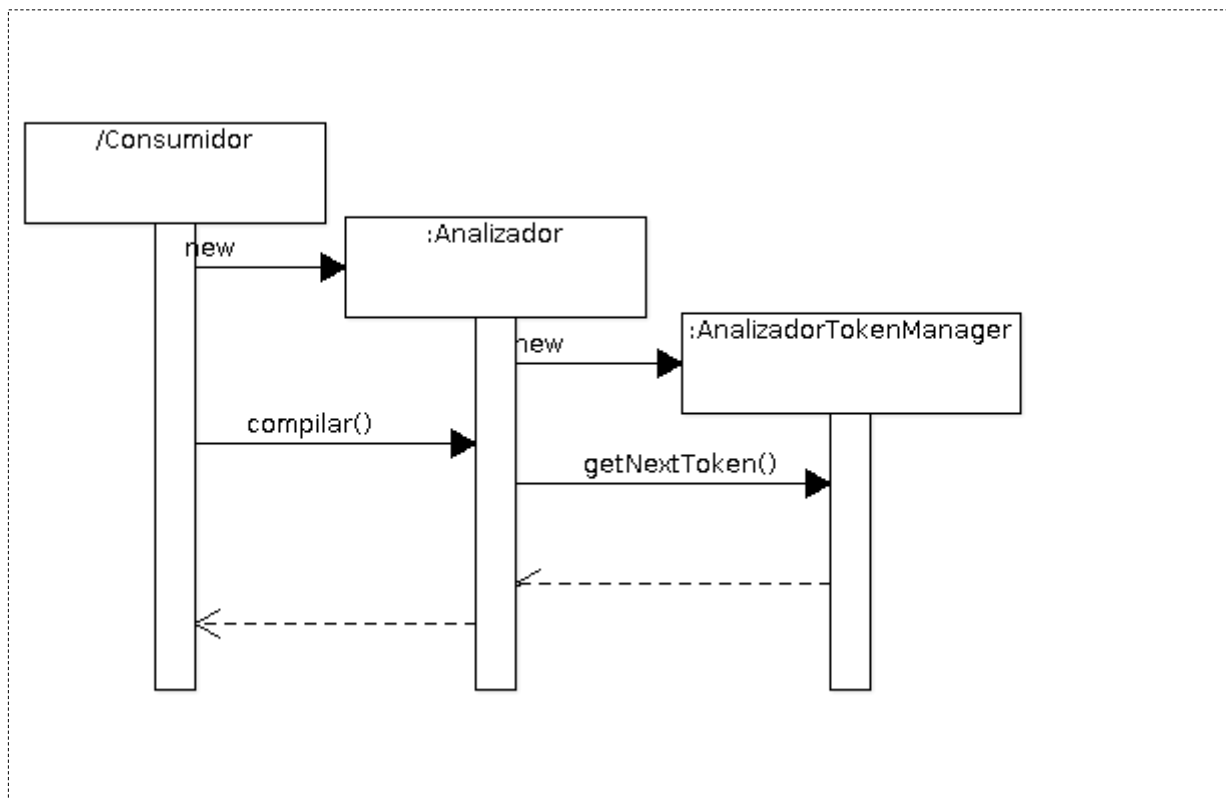 /Consumidor
:Analizador
new
:AnalizadorTokenManager
new
compilar()
getNextToken()